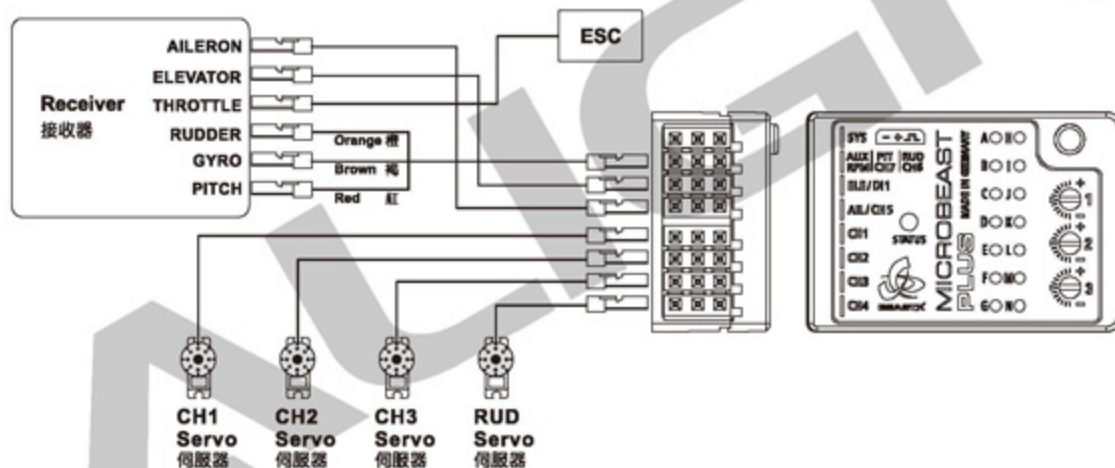 AILERON
ELEVATOR
THROTTLE
RUDDER
GYRO
PITCH
Receiver
接收器
Orange 橙
Brown 褐
Red 紅
ESC
CH1
Servo
伺服器
CH2
Servo
伺服器
CH3
Servo
伺服器
RUD
Servo
伺服器
SYS
AUX PIT RUD
RPM CH7 CH6
ELE/DI1
AIL/CH5
CH1
CH2
CH3
CH4
STATUS
BEASTX
MICROBEAST
PLUS
MADE IN GERMANY
A H
B I
C J
D K
E L
F M
G N
1
2
3